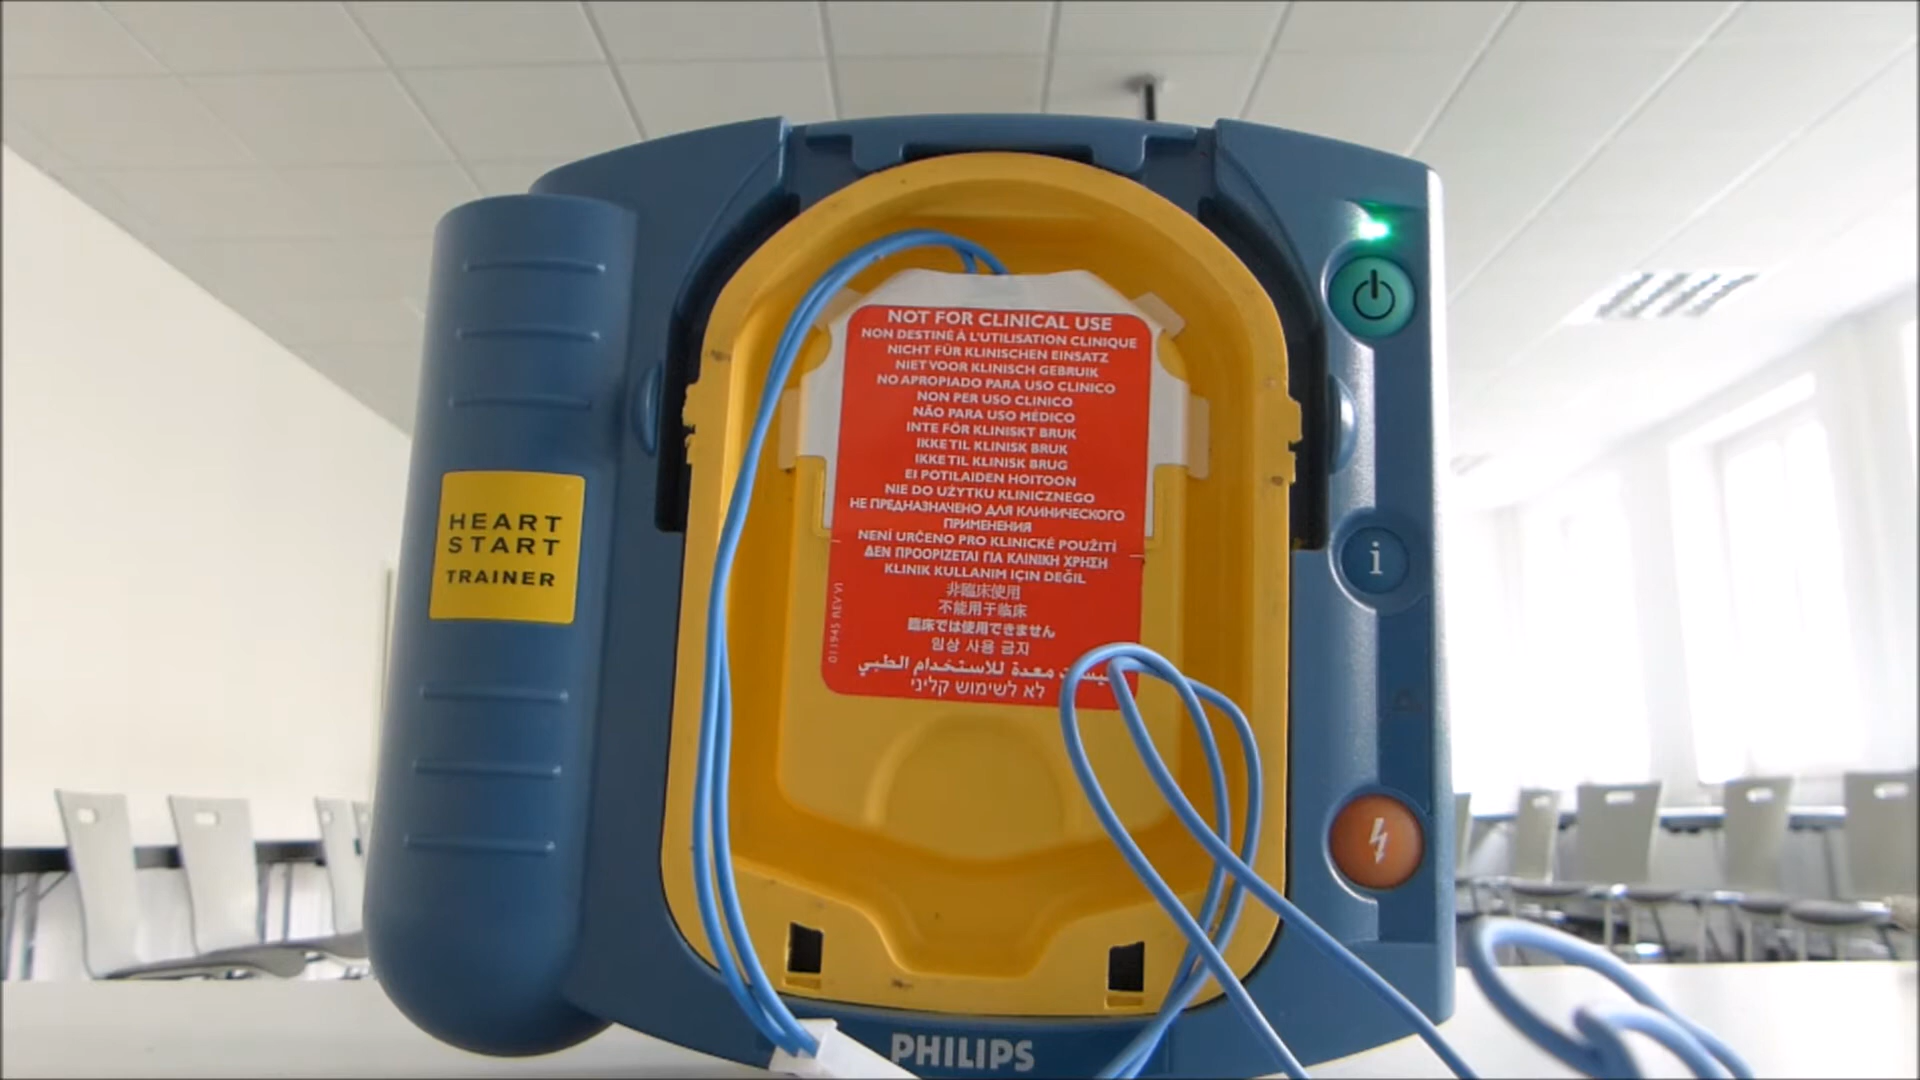 HEART
START
TRAINER
NOT FOR CLINICAL USE
NON DESTINÉ À L'UTILISATION CLINIQUE
NICHT FÜR KLINISCHEN EINSATZ
NIET VOOR KLINISCH GEBRUIK
NO APROPIADO PARA USO CLINICO
NON PER USO CLINICO
NÃO PARA USO MÉDICO
INTE FÖR KLINISKT BRUK
IKKE TIL KLINISK BRUK
IKKE TIL KLINISK BRUG
EI POTILAIDEN HOITOON
NIE DO UŻYTKU KLINICZNEGO
НЕ ПРЕДНАЗНАЧЕНО ДЛЯ КЛИНИЧЕСКОГО
ПРИМЕНЕНИЯ
NENÍ URČENO PRO KLINICKÉ POUŽITÍ
ΔΕΝ ΠΡΟΟΡΙΖΕΤΑΙ ΓΙΑ ΚΛΙΝΙΚΗ ΧΡΗΣΗ
KLINIK KULLANIM IÇIN DEĞIL
非臨床使用
不能用于临床
臨床では使用できません
임상 사용 금지
معدة للاستخدام الطبي
לא לשימוש קליני
011945 REV VI
i
PHILIPS